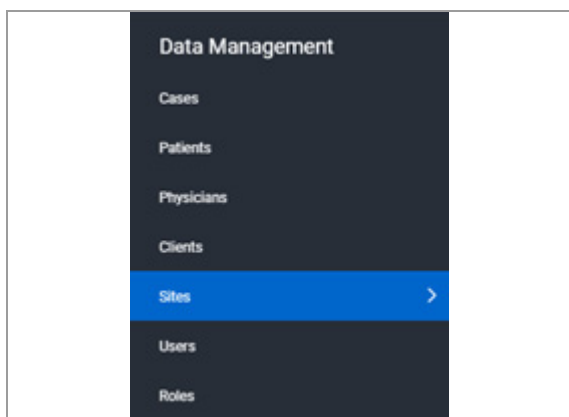 Data Management
Cases
Patients
Physicians
Clients
Sites
Users
Roles